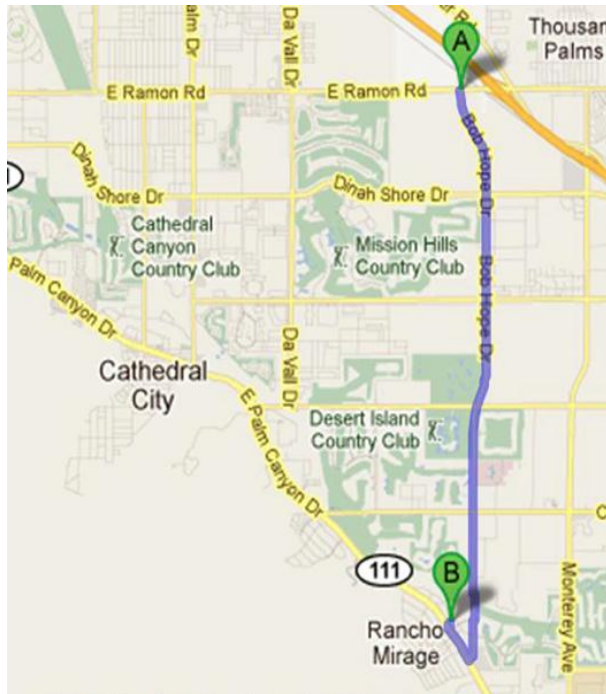 Thousan
Palms
A
E Ramon Rd
E Ramon Rd
Da Vall Dr
Bob Hope Dr
Dinah Shore Dr
Dinah Shore Dr
Cathedral
Canyon
Country Club
Mission Hills
Country Club
Palm Canyon Dr
Bob Hope Dr
Da Vall Dr
Cathedral
City
E Palm Canyon Dr
Desert Island
Country Club
111
B
Rancho
Mirage
Monterey Ave